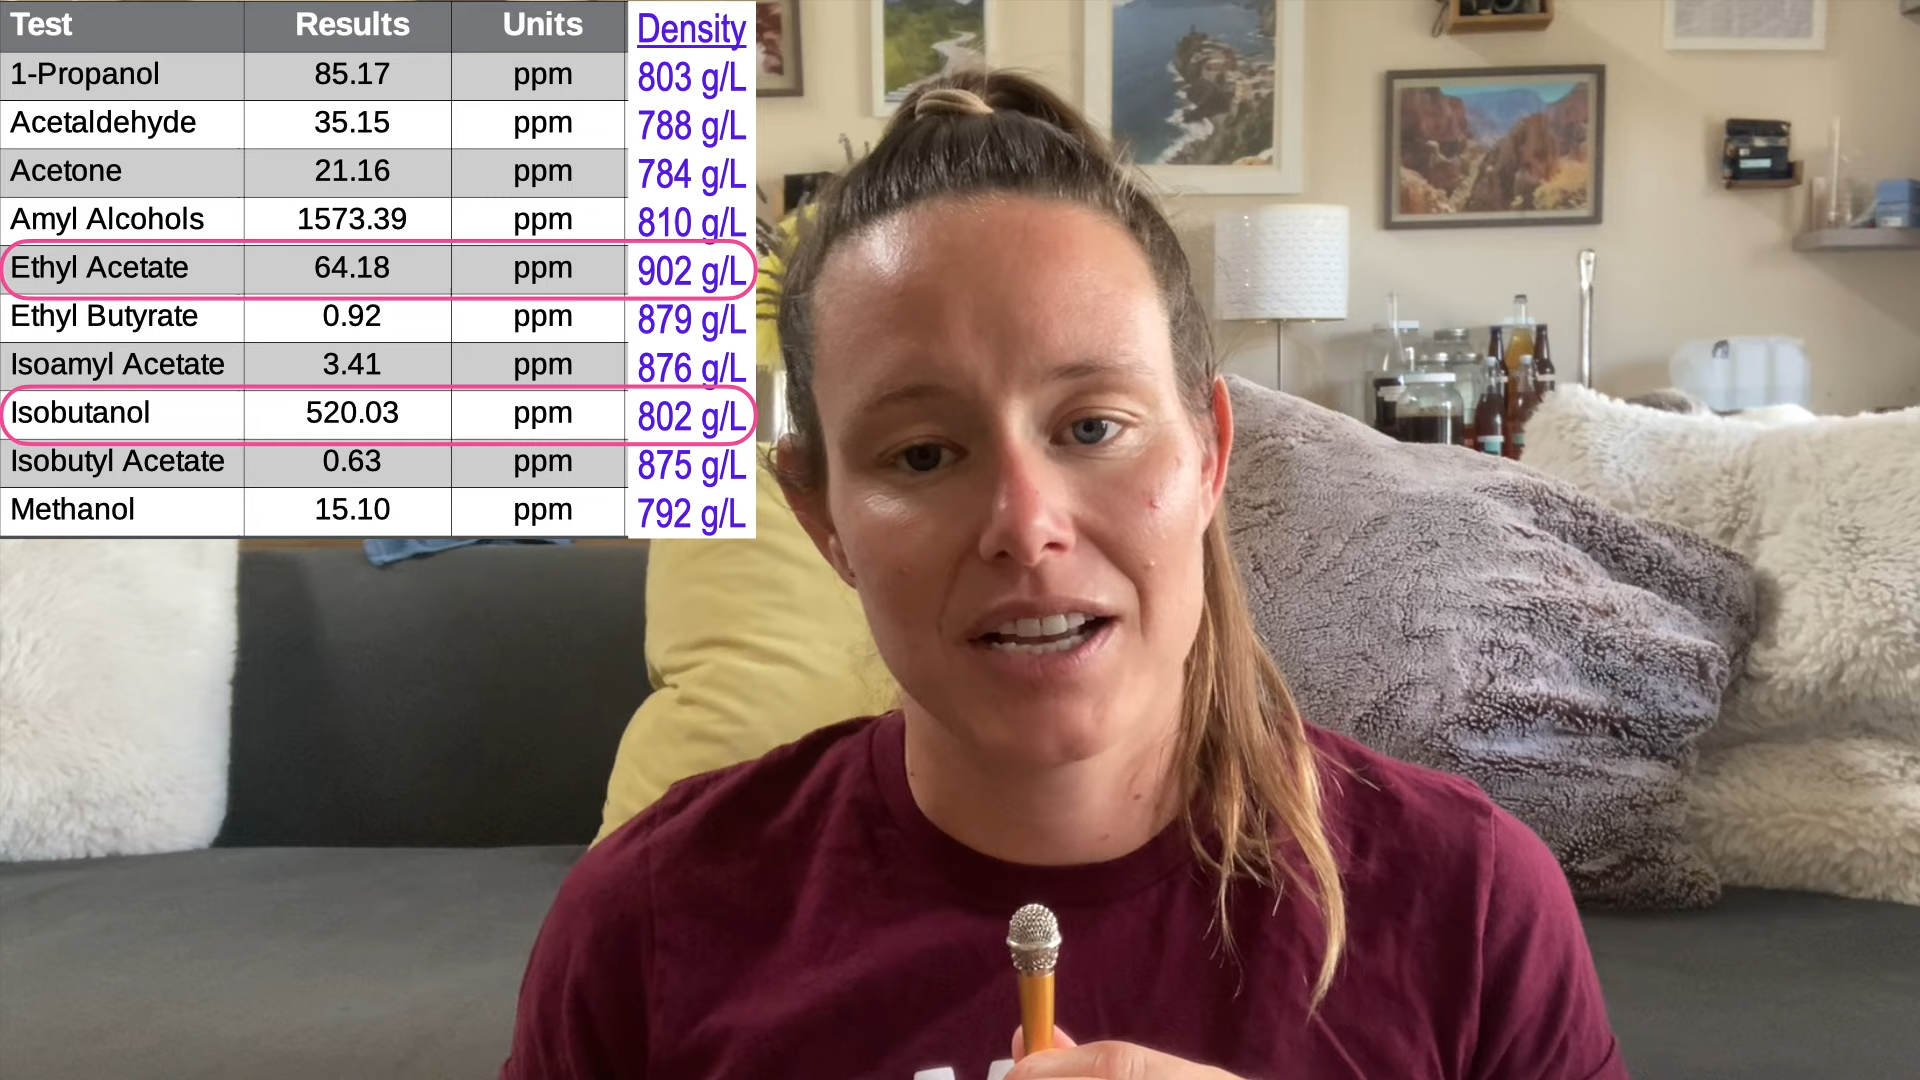 Test Results Units Density
1-Propanol 85.17 ppm 803 g/L
Acetaldehyde 35.15 ppm 788 g/L
Acetone 21.16 ppm 784 g/L
Amyl Alcohols 1573.39 ppm 810 g/L
Ethyl Acetate 64.18 ppm 902 g/L
Ethyl Butyrate 0.92 ppm 879 g/L
Isoamyl Acetate 3.41 ppm 876 g/L
Isobutanol 520.03 ppm 802 g/L
Isobutyl Acetate 0.63 ppm 875 g/L
Methanol 15.10 ppm 792 g/L